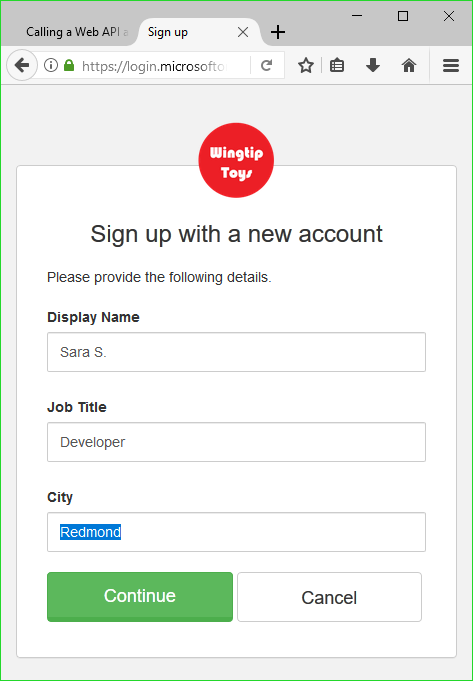 Calling a Web API a
Sign up
https://login.microsofto
Wingtip
Toys
Sign up with a new account
Please provide the following details.
Display Name
Sara S.
Job Title
Developer
City
Redmond
Continue
Cancel